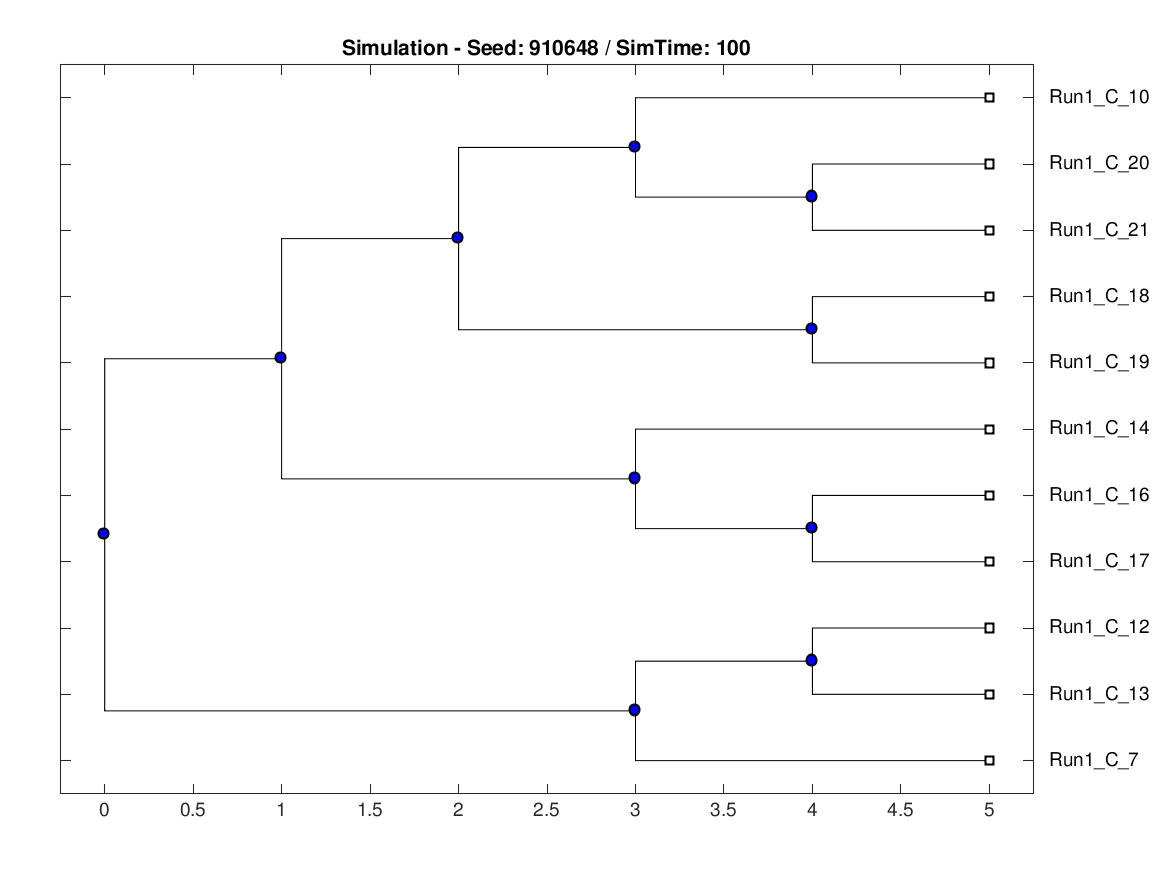 Simulation - Seed: 910648 / SimTime: 100
Run1_C_10
Run1_C_20
Run1_C_21
Run1_C_18
Run1_C_19
Run1_C_14
Run1_C_16
Run1_C_17
Run1_C_12
Run1_C_13
Run1_C_7
0 0.5 1 1.5 2 2.5 3 3.5 4 4.5 5